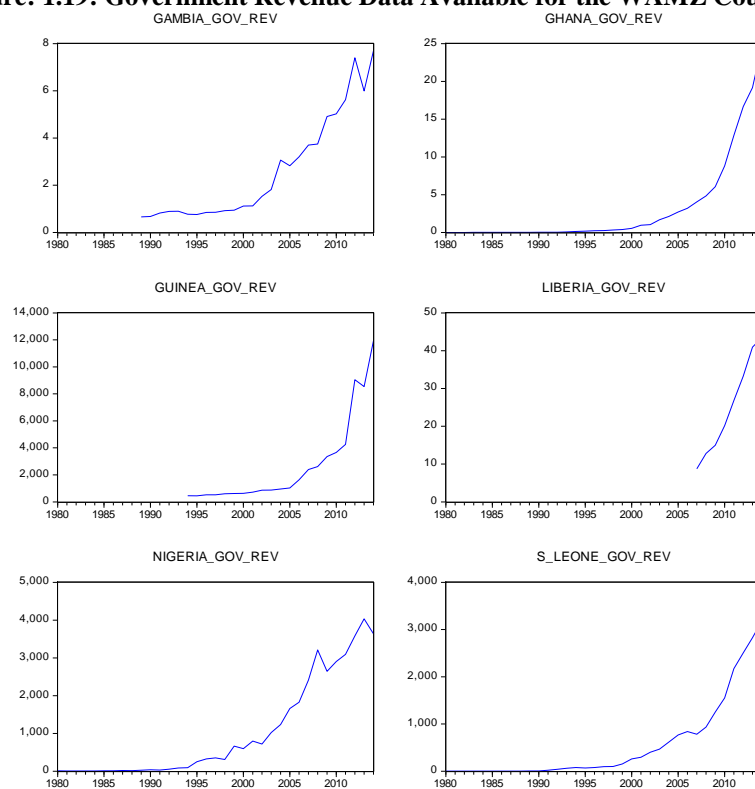 1.19: Government Revenue Data Available for the WAMZ
GAMBIA_GOV_REV
8
6
4
2
0
1980 1985 1990 1995 2000 2005 2010
GHANA_GOV_REV
25
20
15
10
5
0
1980 1985 1990 1995 2000 2005 2010
GUINEA_GOV_REV
14,000
12,000
10,000
8,000
6,000
4,000
2,000
0
1980 1985 1990 1995 2000 2005 2010
LIBERIA_GOV_REV
50
40
30
20
10
0
1980 1985 1990 1995 2000 2005 2010
NIGERIA_GOV_REV
5,000
4,000
3,000
2,000
1,000
0
1980 1985 1990 1995 2000 2005 2010
S_LEONE_GOV_REV
4,000
3,000
2,000
1,000
0
1980 1985 1990 1995 2000 2005 2010